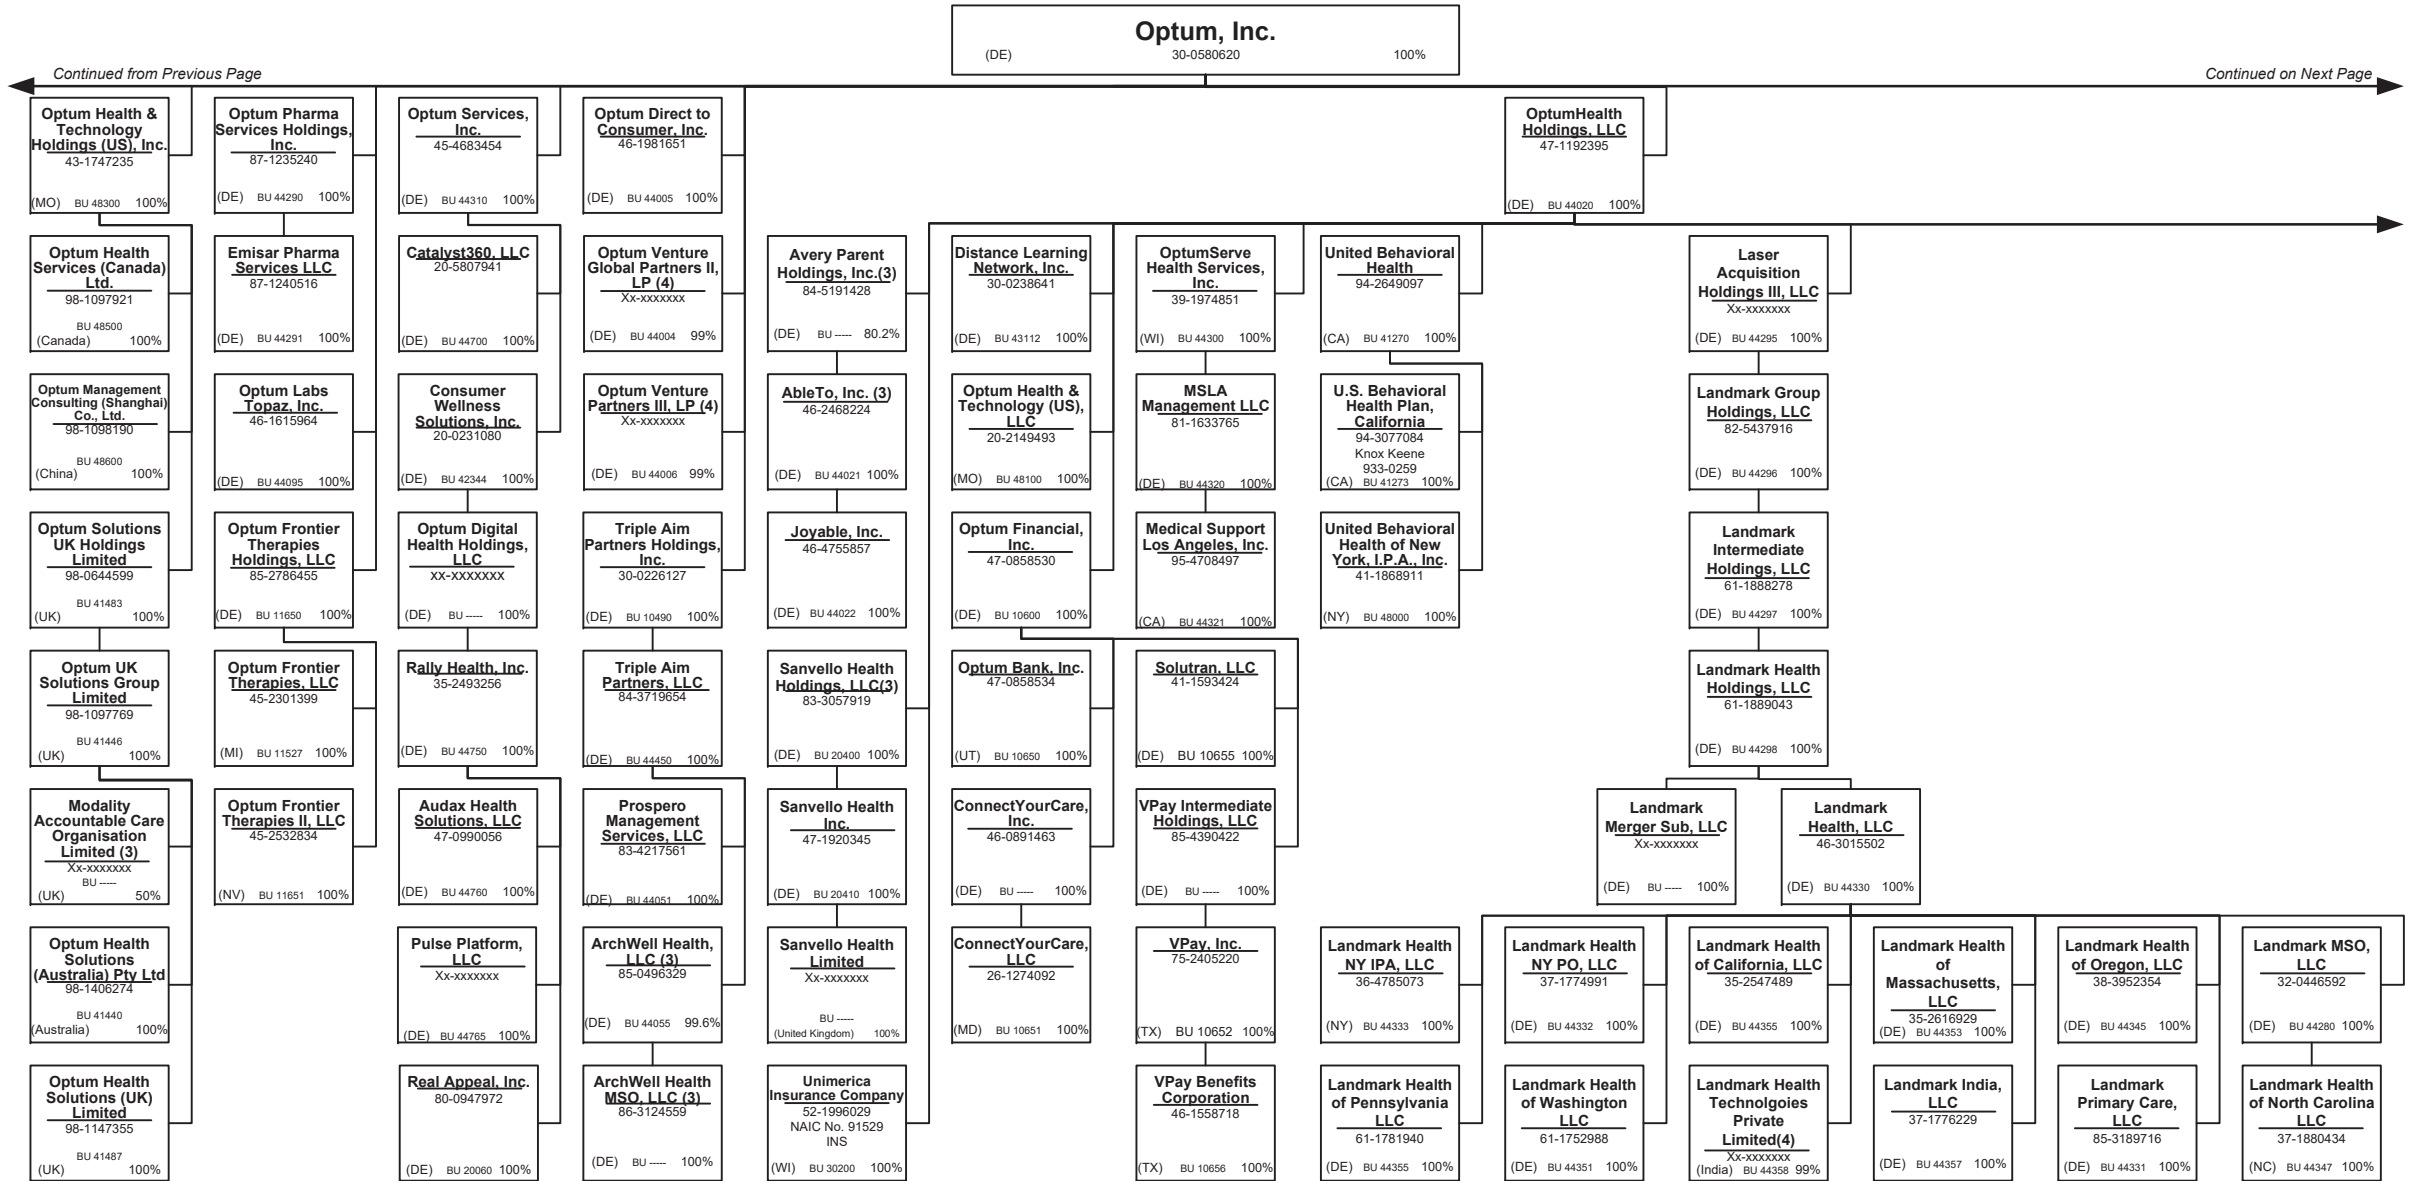 Optum, Inc.
(DE) 30-0580620 100%
Continued from Previous Page
Continued on Next Page
Optum Health &
Technology
Holdings (US), Inc.
43-1747235
(MO) BU 48300 100%
Optum Pharma
Services Holdings,
Inc.
87-1235240
(DE) BU 44290 100%
Optum Services,
Inc.
45-4683454
(DE) BU 44310 100%
Optum Direct to
Consumer, Inc.
46-1981651
(DE) BU 44005 100%
OptumHealth
Holdings, LLC
47-1192395
(DE) BU 44020 100%
Optum Health
Services (Canada)
Ltd.
98-1097921
BU 48500
(Canada) 100%
Emisar Pharma
Services LLC
87-1240516
(DE) BU 44291 100%
Catalyst360, LLC
20-5807941
(DE) BU 44700 100%
Optum Venture
Global Partners II,
LP (4)
Xx-xxxxxxx
(DE) BU 44004 99%
Avery Parent
Holdings, Inc.(3)
84-5191428
(DE) BU ----- 80.2%
Distance Learning
Network, Inc.
30-0238641
(DE) BU 43112 100%
OptumServe
Health Services,
Inc.
39-1974851
(WI) BU 44300 100%
United Behavioral
Health
94-2649097
(CA) BU 41270 100%
Laser
Acquisition
Holdings III, LLC
Xx-xxxxxxx
(DE) BU 44295 100%
Optum Management
Consulting (Shanghai)
Co., Ltd.
98-1098190
BU 48600
(China) 100%
Optum Labs
Topaz, Inc.
46-1615964
(DE) BU 44095 100%
Consumer
Wellness
Solutions, Inc.
20-0231080
(DE) BU 42344 100%
Optum Venture
Partners III, LP (4)
Xx-xxxxxxx
(DE) BU 44006 99%
AbleTo, Inc. (3)
46-2468224
(DE) BU 44021 100%
Optum Health &
Technology (US),
LLC
20-2149493
(MO) BU 48100 100%
MSLA
Management LLC
81-1633765
(DE) BU 44320 100%
U.S. Behavioral
Health Plan,
California
94-3077084
Knox Keene
933-0259
(CA) BU 41273 100%
Landmark Group
Holdings, LLC
82-5437916
(DE) BU 44296 100%
Optum Solutions
UK Holdings
Limited
98-0644599
BU 41483
(UK) 100%
Optum Frontier
Therapies
Holdings, LLC
85-2786455
(DE) BU 11650 100%
Optum Digital
Health Holdings,
LLC
xx-xxxxxxx
(DE) BU ----- 100%
Triple Aim
Partners Holdings,
Inc.
30-0226127
(DE) BU 10490 100%
Joyable, Inc.
46-4755857
(DE) BU 44022 100%
Optum Financial,
Inc.
47-0858530
(DE) BU 10600 100%
Medical Support
Los Angeles, Inc.
95-4708497
(CA) BU 44321 100%
United Behavioral
Health of New
York, I.P.A., Inc.
41-1868911
(NY) BU 48000 100%
Landmark
Intermediate
Holdings, LLC
61-1888278
(DE) BU 44297 100%
Optum UK
Solutions Group
Limited
98-1097769
BU 41446
(UK) 100%
Optum Frontier
Therapies, LLC
45-2301399
(MI) BU 11527 100%
Rally Health, Inc.
35-2493256
(DE) BU 44750 100%
Triple Aim
Partners, LLC
84-3719654
(DE) BU 44450 100%
Sanvello Health
Holdings, LLC(3)
83-3057919
(DE) BU 20400 100%
Optum Bank, Inc.
47-0858534
(UT) BU 10650 100%
Solutran, LLC
41-1593424
(DE) BU 10655 100%
Landmark Health
Holdings, LLC
61-1889043
(DE) BU 44298 100%
Modality
Accountable Care
Organisation
Limited (3)
Xx-xxxxxxx
BU -----
(UK) 50%
Optum Frontier
Therapies II, LLC
45-2532834
(NV) BU 11651 100%
Audax Health
Solutions, LLC
47-0990056
(DE) BU 44760 100%
Prospero
Management
Services, LLC
83-4217561
(DE) BU 44051 100%
Sanvello Health
Inc.
47-1920345
(DE) BU 20410 100%
ConnectYourCare,
Inc.
46-0891463
(DE) BU ----- 100%
VPay Intermediate
Holdings, LLC
85-4390422
(DE) BU ----- 100%
Landmark
Merger Sub, LLC
Xx-xxxxxxx
(DE) BU ----- 100%
Landmark
Health, LLC
46-3015502
(DE) BU 44330 100%
Optum Health
Solutions
(Australia) Pty Ltd
98-1406274
BU 41440
(Australia) 100%
Pulse Platform,
LLC
Xx-xxxxxxx
(DE) BU 44765 100%
ArchWell Health,
LLC (3)
85-0496329
(DE) BU 44055 99.6%
Sanvello Health
Limited
Xx-xxxxxxx
BU -----
(United Kingdom) 100%
ConnectYourCare,
LLC
26-1274092
(MD) BU 10651 100%
VPay, Inc.
75-2405220
(TX) BU 10652 100%
Landmark Health
NY IPA, LLC
36-4785073
(NY) BU 44333 100%
Landmark Health
NY PO, LLC
37-1774991
(DE) BU 44332 100%
Landmark Health
of California, LLC
35-2547489
(DE) BU 44355 100%
Landmark Health
of
Massachusetts,
LLC
35-2616929
(DE) BU 44353 100%
Landmark Health
of Oregon, LLC
38-3952354
(DE) BU 44345 100%
Landmark MSO,
LLC
32-0446592
(DE) BU 44280 100%
Optum Health
Solutions (UK)
Limited
98-1147355
BU 41487
(UK) 100%
Real Appeal, Inc.
80-0947972
(DE) BU 20060 100%
ArchWell Health
MSO, LLC (3)
86-3124559
(DE) BU ----- 100%
Unimerica
Insurance Company
52-1996029
NAIC No. 91529
INS
(WI) BU 30200 100%
VPay Benefits
Corporation
46-1558718
(TX) BU 10656 100%
Landmark Health
of Pennsylvania
LLC
61-1781940
(DE) BU 44355 100%
Landmark Health
of Washington
LLC
61-1752988
(DE) BU 44351 100%
Landmark Health
Technolgoies
Private
Limited(4)
Xx-xxxxxxx
(India) BU 44358 99%
Landmark India,
LLC
37-1776229
(DE) BU 44357 100%
Landmark
Primary Care,
LLC
85-3189716
(DE) BU 44331 100%
Landmark Health
of North Carolina
LLC
37-1880434
(NC) BU 44347 100%